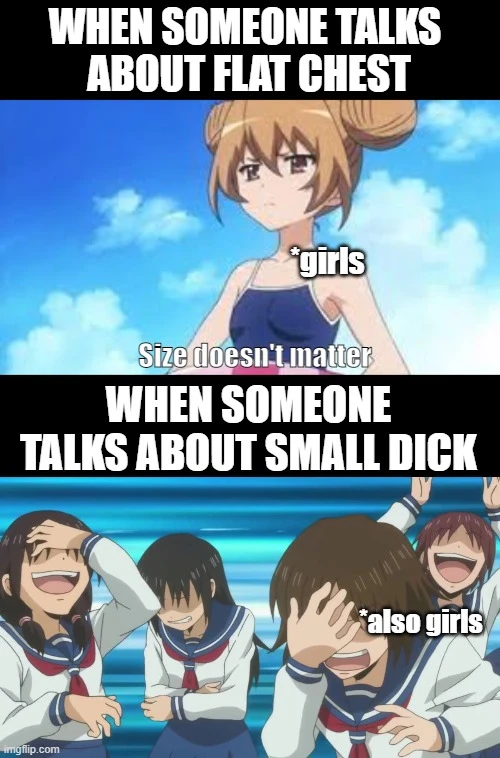 WHEN SOMEONE TALKS
ABOUT FLAT CHEST
*girls
Size doesn't matter
WHEN SOMEONE
TALKS ABOUT SMALL DICK
*also girls
imgflip.com